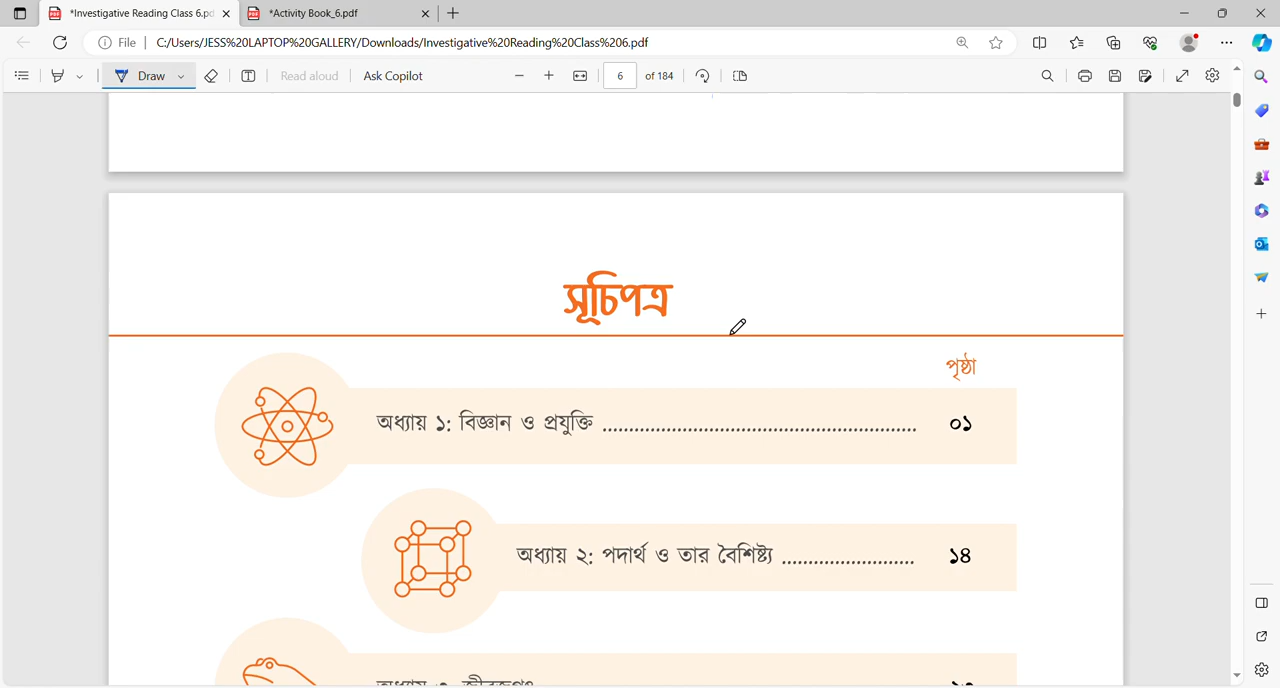 *Investigative Reading Class 6.pd
*Activity Book_6.pdf
File
C:/Users/JESS%20LAPTOP%20GALLERY/Downloads/Investigative%20Reading%20Class%206.pdf
Draw
Read aloud
Ask Copilot
6 of 184
সূচিপত্র
পৃষ্ঠা
অধ্যায় ১: বিজ্ঞান ও প্রযুক্তি ............................................................ ০১
অধ্যায় ২: পদার্থ ও তার বৈশিষ্ট্য ......................... ১৪